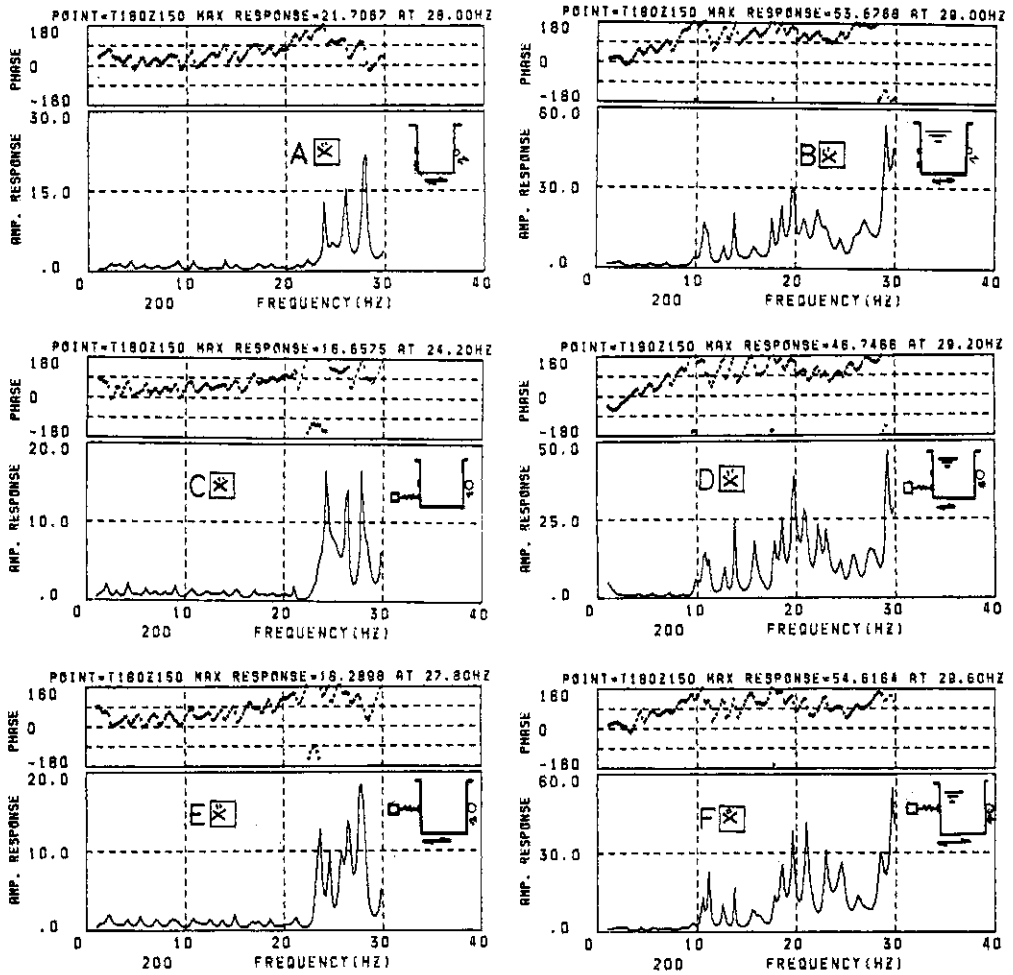 POINT=T180Z150 MAX RESPONSE=21.7087 AT 28.00HZ
180
0
-180
PHASE
30.0
15.0
.0
AMP. RESPONSE
A
0 10 20 30 40
200 FREQUENCY(HZ)
POINT=T180Z150 MAX RESPONSE=53.6788 AT 29.00HZ
180
0
-180
PHASE
60.0
30.0
.0
AMP. RESPONSE
B
0 10 20 30 40
200 FREQUENCY(HZ)
POINT=T180Z150 MAX RESPONSE=16.6575 AT 24.20HZ
180
0
-180
PHASE
20.0
10.0
.0
AMP. RESPONSE
C
0 10 20 30 40
200 FREQUENCY(HZ)
POINT=T180Z150 MAX RESPONSE=46.7466 AT 29.20HZ
180
0
-180
PHASE
50.0
25.0
.0
AMP. RESPONSE
D
0 10 20 30 40
200 FREQUENCY(HZ)
POINT=T180Z150 MAX RESPONSE=18.2898 AT 27.80HZ
180
0
-180
PHASE
20.0
10.0
.0
AMP. RESPONSE
E
0 10 20 30 40
200 FREQUENCY(HZ)
POINT=T180Z150 MAX RESPONSE=54.6164 AT 29.60HZ
180
0
-180
PHASE
60.0
30.0
.0
AMP. RESPONSE
F
0 10 20 30 40
200 FREQUENCY(HZ)